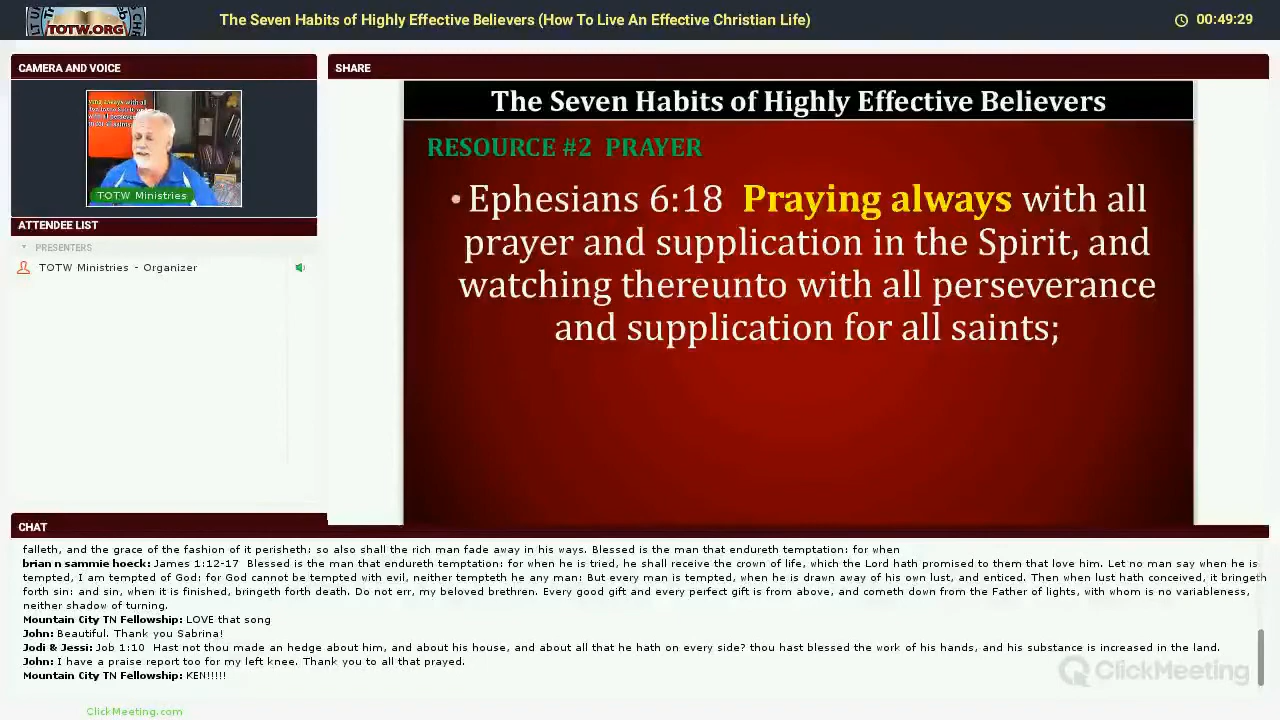 TOTW.ORG
The Seven Habits of Highly Effective Believers (How To Live An Effective Christian Life)
00:49:29
CAMERA AND VOICE
TOTW Ministries
ATTENDEE LIST
PRESENTERS
TOTW Ministries - Organizer
SHARE
The Seven Habits of Highly Effective Believers
RESOURCE #2 PRAYER
• Ephesians 6:18 Praying always with all
prayer and supplication in the Spirit, and
watching thereunto with all perseverance
and supplication for all saints;
CHAT
falleth, and the grace of the fashion of it perisheth: so also shall the rich man fade away in his ways. Blessed is the man that endureth temptation: for when
brian n sammie hoeck: James 1:12-17 Blessed is the man that endureth temptation: for when he is tried, he shall receive the crown of life, which the Lord hath promised to them that love him. Let no man say when he is
tempted, I am tempted of God: for God cannot be tempted with evil, neither tempteth he any man: But every man is tempted, when he is drawn away of his own lust, and enticed. Then when lust hath conceived, it bringeth
forth sin: and sin, when it is finished, bringeth forth death. Do not err, my beloved brethren. Every good gift and every perfect gift is from above, and cometh down from the Father of lights, with whom is no variableness,
neither shadow of turning.
Mountain City TN Fellowship: LOVE that song
John: Beautiful. Thank you Sabrina!
Jodi & Jessi: Job 1:10 Hast not thou made an hedge about him, and about his house, and about all that he hath on every side? thou hast blessed the work of his hands, and his substance is increased in the land.
John: I have a praise report too for my left knee. Thank you to all that prayed.
Mountain City TN Fellowship: KEN!!!!!
ClickMeeting
ClickMeeting.com